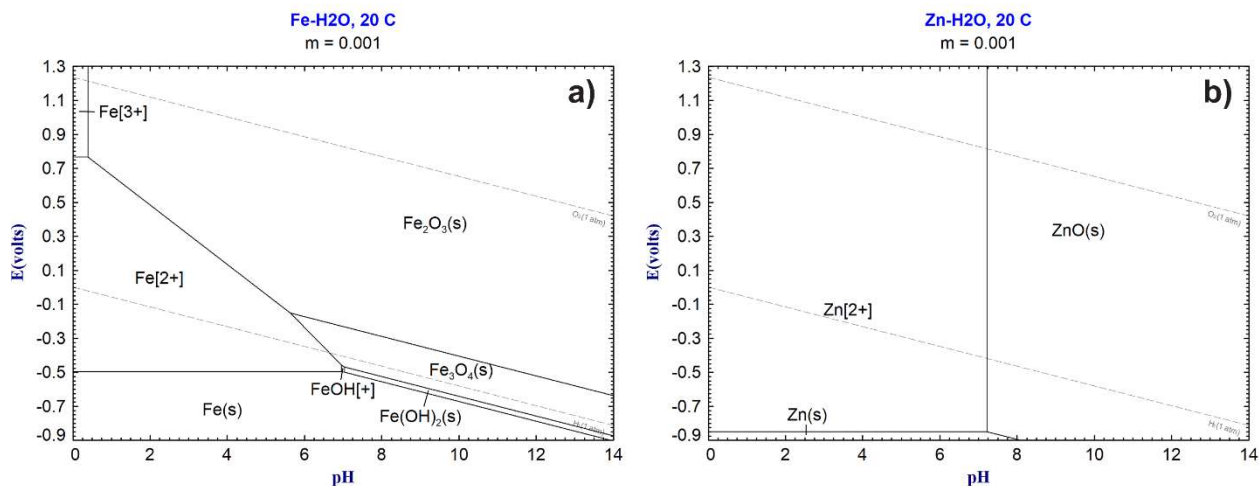 Fe-H2O, 20 C
m = 0.001
a)
1.3
1.1
0.9
0.7
0.5
0.3
0.1
-0.1
-0.3
-0.5
-0.7
-0.9
E(volts)
Fe[3+]
O₂(1 atm)
Fe₂O₃(s)
Fe[2+]
Fe₃O₄(s)
FeOH[+]
Fe(s)
Fe(OH)₂(s)
H₂(1 atm)
0 2 4 6 8 10 12 14
pH
Zn-H2O, 20 C
m = 0.001
b)
1.3
1.1
0.9
0.7
0.5
0.3
0.1
-0.1
-0.3
-0.5
-0.7
-0.9
E(volts)
O₂(1 atm)
ZnO(s)
Zn[2+]
Zn(s)
H₂(1 atm)
0 2 4 6 8 10 12 14
pH